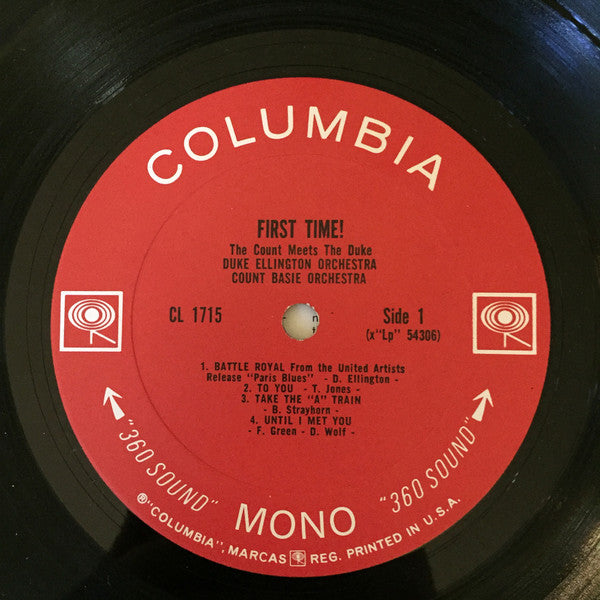 COLUMBIA
FIRST TIME!
The Count Meets The Duke
DUKE ELLINGTON ORCHESTRA
COUNT BASIE ORCHESTRA
CL 1715
Side 1
(x"Lp" 54306)
1. BATTLE ROYAL From the United Artists
Release "Paris Blues" - D. Ellington -
2. TO YOU - T. Jones -
3. TAKE THE "A" TRAIN
- B. Strayhorn -
4. UNTIL I MET YOU
- F. Green - D. Wolf -
"360 SOUND"
MONO
"360 SOUND"
®"COLUMBIA", MARCAS REG. PRINTED IN U.S.A.